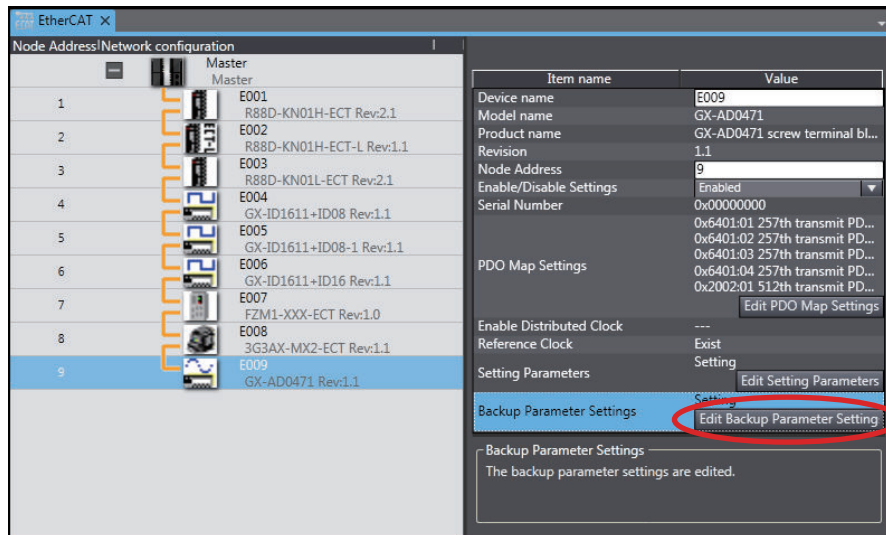 EtherCAT ×
Node Address Network configuration
Master
Master
1 E001
R88D-KN01H-ECT Rev:2.1
2 E002
R88D-KN01H-ECT-L Rev:1.1
3 E003
R88D-KN01L-ECT Rev:2.1
4 E004
GX-ID1611+ID08 Rev:1.1
5 E005
GX-ID1611+ID08-1 Rev:1.1
6 E006
GX-ID1611+ID16 Rev:1.1
7 E007
FZM1-XXX-ECT Rev:1.0
8 E008
3G3AX-MX2-ECT Rev:1.1
9 E009
GX-AD0471 Rev:1.1
Item name Value
Device name E009
Model name GX-AD0471
Product name GX-AD0471 screw terminal bl...
Revision 1.1
Node Address 9
Enable/Disable Settings Enabled
Serial Number 0x00000000
PDO Map Settings
0x6401:01 257th transmit PD...
0x6401:02 257th transmit PD...
0x6401:03 257th transmit PD...
0x6401:04 257th transmit PD...
0x2002:01 512th transmit PD...
Edit PDO Map Settings
Enable Distributed Clock ---
Reference Clock Exist
Setting Parameters Setting
Edit Setting Parameters
Backup Parameter Settings Setting
Edit Backup Parameter Setting
Backup Parameter Settings
The backup parameter settings are edited.